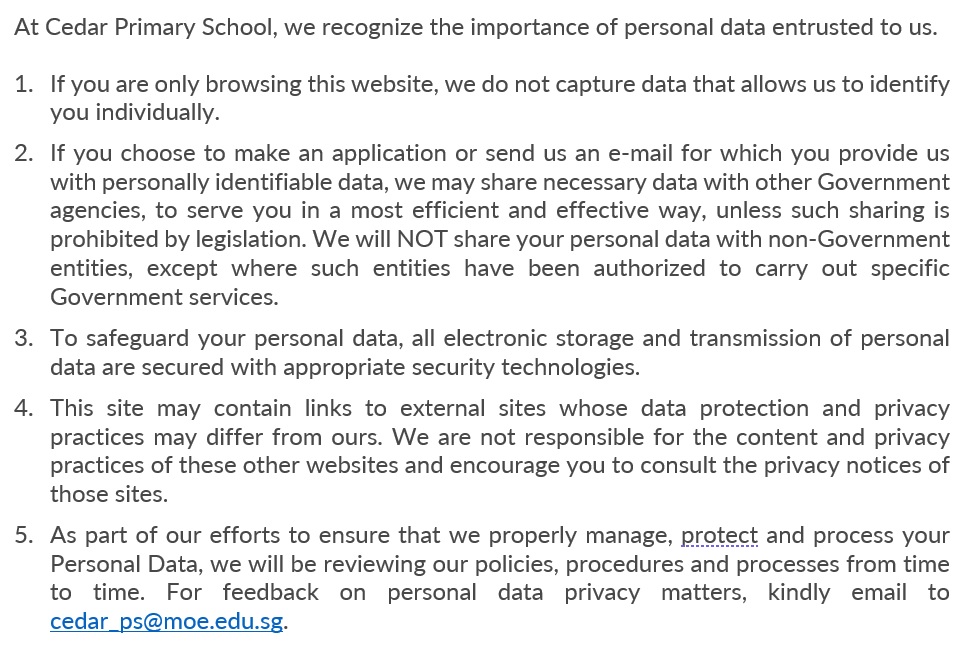 At Cedar Primary School, we recognize the importance of personal data entrusted to us.
1. If you are only browsing this website, we do not capture data that allows us to identify
you individually.
2. If you choose to make an application or send us an e-mail for which you provide us
with personally identifiable data, we may share necessary data with other Government
agencies, to serve you in a most efficient and effective way, unless such sharing is
prohibited by legislation. We will NOT share your personal data with non-Government
entities, except where such entities have been authorized to carry out specific
Government services.
3. To safeguard your personal data, all electronic storage and transmission of personal
data are secured with appropriate security technologies.
4. This site may contain links to external sites whose data protection and privacy
practices may differ from ours. We are not responsible for the content and privacy
practices of these other websites and encourage you to consult the privacy notices of
those sites.
5. As part of our efforts to ensure that we properly manage, protect and process your
Personal Data, we will be reviewing our policies, procedures and processes from time
to time. For feedback on personal data privacy matters, kindly email to
cedar_ps@moe.edu.sg.